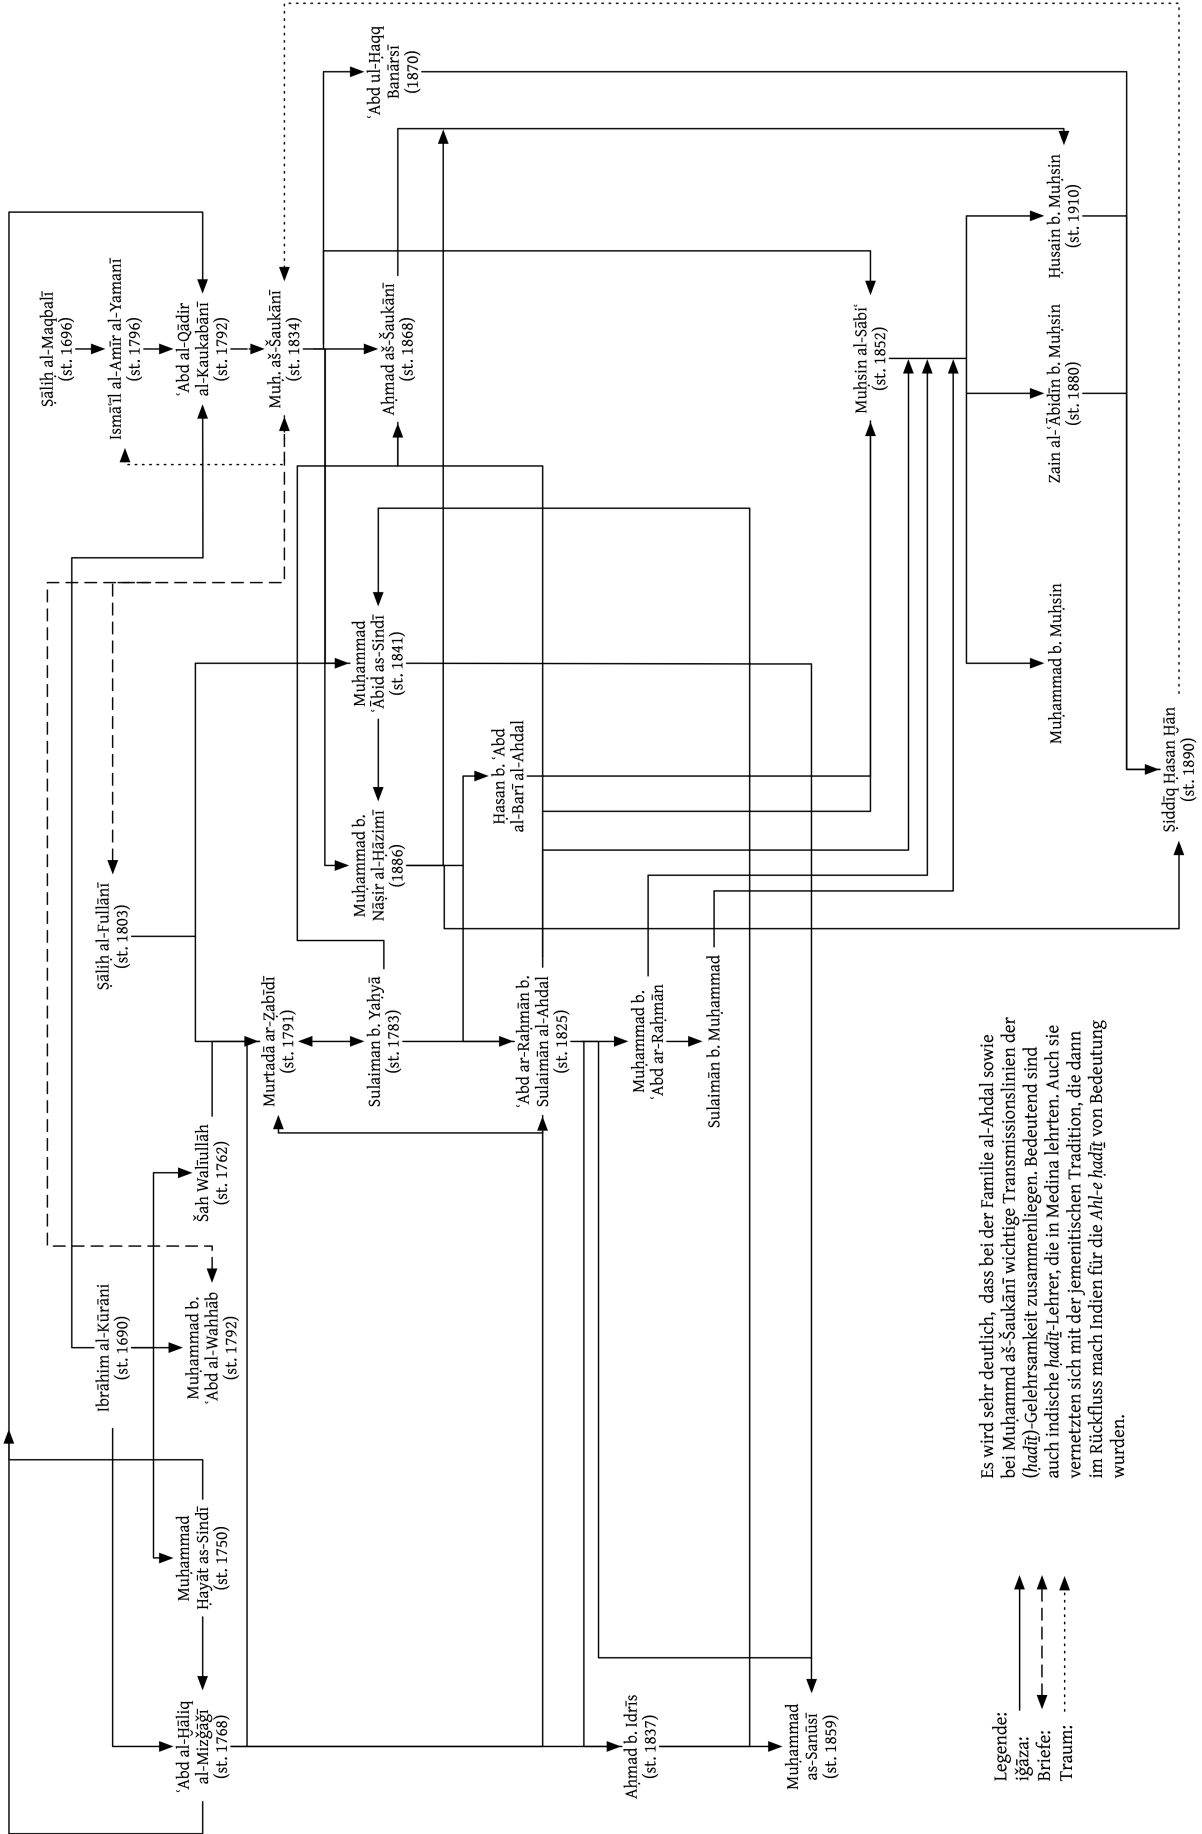 Ṣāliḥ al-Maqbalī
(st. 1696)
Ismāʿīl al-Amīr al-Yamanī
(st. 1796)
ʿAbd al-Qādir
al-Kaukabānī
(st. 1792)
Muḥ. aš-Šaukānī
(st. 1834)
Aḥmad aš-Šaukānī
(st. 1868)
ʿAbd ul-Ḥaqq
Banārsī
(1870)
Ṣāliḥ al-Fullānī
(st. 1803)
Muḥammad
ʿĀbid as-Sindī
(st. 1841)
Muḥammad b.
Nāṣir al-Ḥāzimī
(1886)
Ḥasan b. ʿAbd
al-Barī al-Ahdal
Muḥsin al-Sābiʿ
(st. 1852)
Ḥusain b. Muḥsin
(st. 1910)
Zain al-ʿĀbidīn b. Muḥsin
(st. 1880)
Muḥammad b. Muḥsin
Ṣiddīq Ḥasan Ḫān
(st. 1890)
Ibrāhim al-Kūrāni
(st. 1690)
Muḥammad b.
ʿAbd al-Wahhāb
(st. 1792)
Šah Walīullāh
(st. 1762)
Murtadā ar-Zabīdī
(st. 1791)
Sulaimān b. Yaḥyā
(st. 1783)
ʿAbd ar-Raḥmān b.
Sulaimān al-Ahdal
(st. 1825)
Muḥammad b.
ʿAbd ar-Raḥmān
Sulaimān b. Muḥammad
Muḥammad
Ḥayāt as-Sindī
(st. 1750)
ʿAbd al-Ḫāliq
al-Mizǧāǧī
(st. 1768)
Aḥmad b. Idrīs
(st. 1837)
Muḥammad
as-Sanūsī
(st. 1859)
Legende:
iǧāza:
Briefe:
Traum:
Es wird sehr deutlich, dass bei der Familie al-Ahdal sowie
bei Muḥammd aš-Šaukānī wichtige Transmissionslinien der
(ḥadīṯ)-Gelehrsamkeit zusammenliegen. Bedeutend sind
auch indische ḥadīṯ-Lehrer, die in Medina lehrten. Auch sie
vernetzten sich mit der jemenitischen Tradition, die dann
im Rückfluss mach Indien für die Ahl-e ḥadīṯ von Bedeutung
wurden.